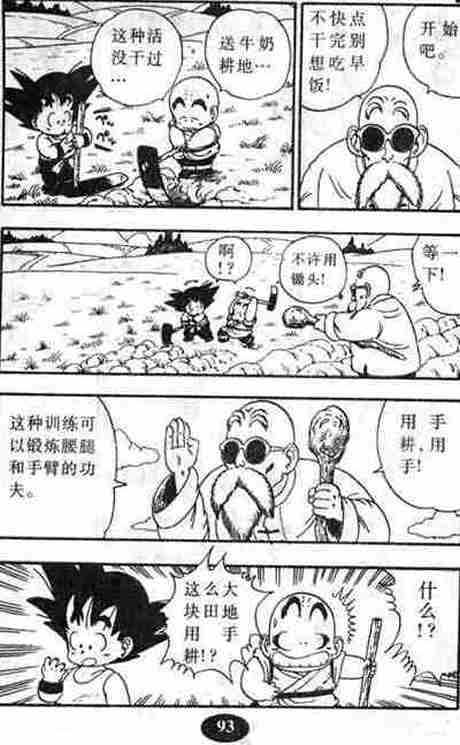 开始
吧。
不快点
干完别
想吃早
饭!
送牛奶
耕地…
这种活
没干过
…
等一
下!
不许用
锄头!
啊
!?
用手
耕,用
手!
这种训练可
以锻炼腰腿
和手臂的功
夫。
什
么!?
这么大
块田地
用手
耕!?
93